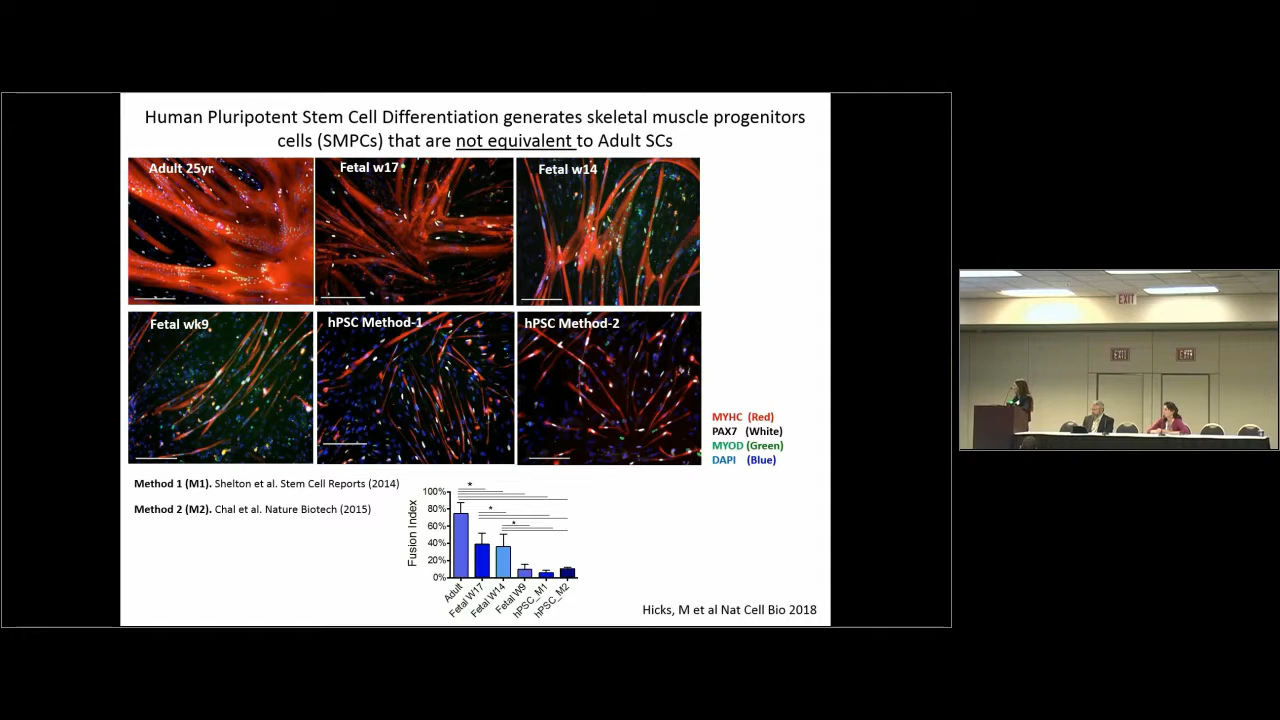 Human Pluripotent Stem Cell Differentiation generates skeletal muscle progenitors
cells (SMPCs) that are not equivalent to Adult SCs
Adult 25yr
Fetal w17
Fetal w14
Fetal wk9
hPSC Method-1
hPSC Method-2
MYHC (Red)
PAX7 (White)
MYOD (Green)
DAPI (Blue)
Method 1 (M1). Shelton et al. Stem Cell Reports (2014)
Method 2 (M2). Chal et al. Nature Biotech (2015)
Fusion Index
100%
80%
60%
40%
20%
0%
*
*
*
Adult
Fetal W17
Fetal W14
Fetal W9
hPSC_M1
hPSC_M2
Hicks, M et al Nat Cell Bio 2018
EXIT
EXIT
EXIT